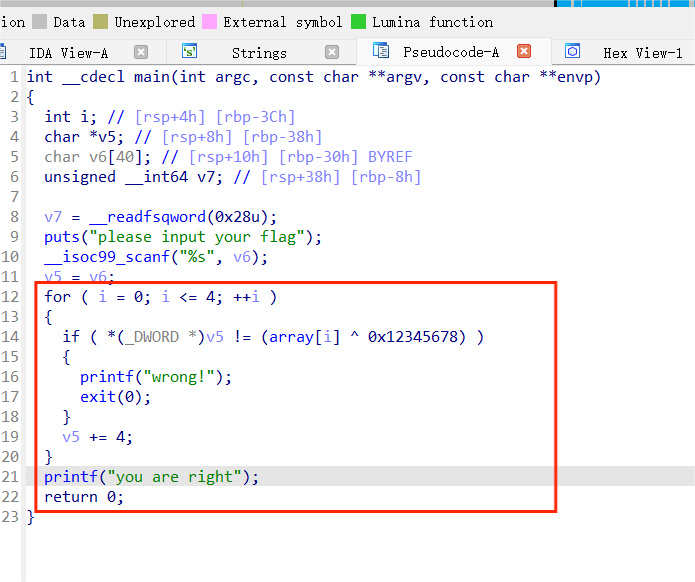 ion Data Unexplored External symbol Lumina function
IDA View-A Strings Pseudocode-A Hex View-1
1 int __cdecl main(int argc, const char **argv, const char **envp)
2 {
3   int i; // [rsp+4h] [rbp-3Ch]
4   char *v5; // [rsp+8h] [rbp-38h]
5   char v6[40]; // [rsp+10h] [rbp-30h] BYREF
6   unsigned __int64 v7; // [rsp+38h] [rbp-8h]
7
8   v7 = __readfsqword(0x28u);
9   puts("please input your flag");
10   __isoc99_scanf("%s", v6);
11   v5 = v6;
12   for ( i = 0; i <= 4; ++i )
13   {
14     if ( *(_DWORD *)v5 != (array[i] ^ 0x12345678) )
15     {
16       printf("wrong!");
17       exit(0);
18     }
19     v5 += 4;
20   }
21   printf("you are right");
22   return 0;
23 }